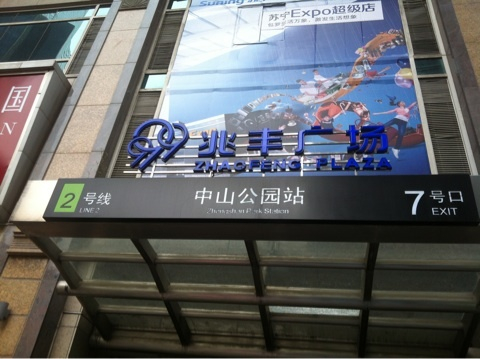 Suning
苏宁Expo超级店
国
兆丰广场
ZHAOFENG PLAZA
2 号线 中山公园站 7 号口
LINE 2 Zhongshan Park Station EXIT